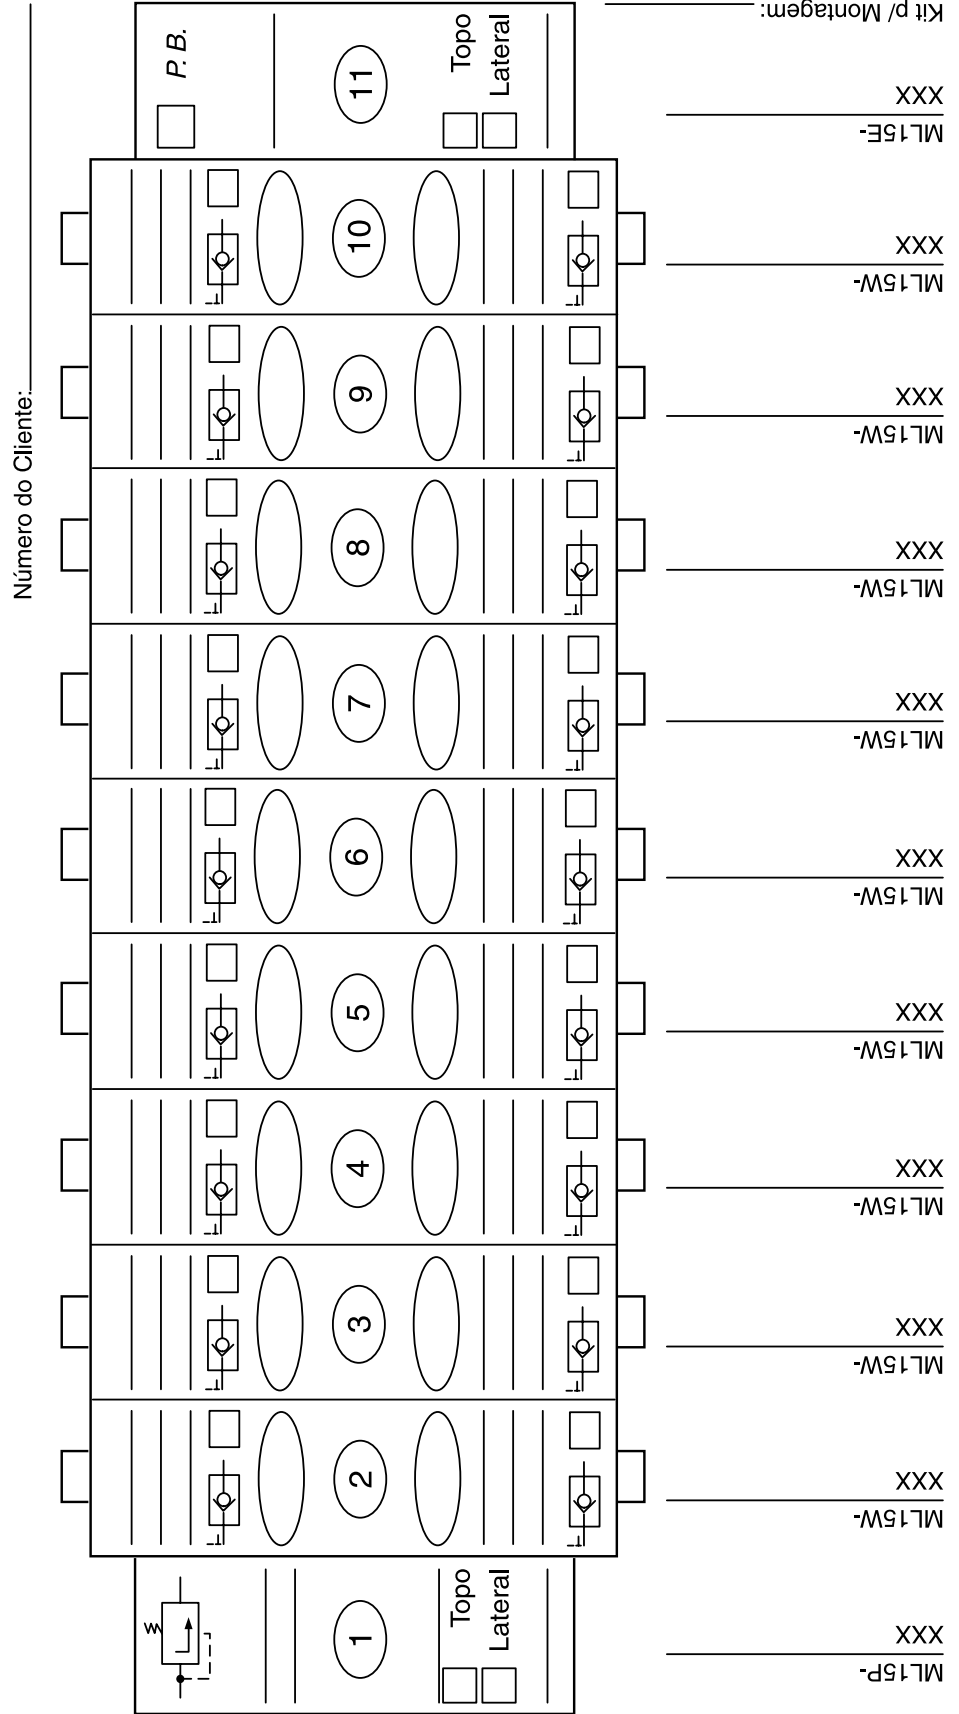 Número do Cliente:
P.B.
11
Topo
Lateral
10
9
8
7
6
5
4
3
2
1
Topo
Lateral
Kit p/ Montagem:
ML15E-
XXX
ML15W-
XXX
ML15W-
XXX
ML15W-
XXX
ML15W-
XXX
ML15W-
XXX
ML15W-
XXX
ML15W-
XXX
ML15W-
XXX
ML15W-
XXX
ML15P-
XXX